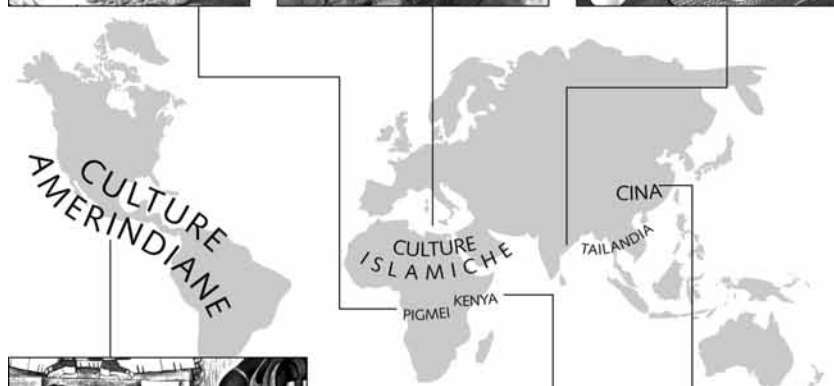 CULTURE
AMERINDIANE
CULTURE
ISLAMICHE
PIGMEI
KENYA
CINA
TAILANDIA